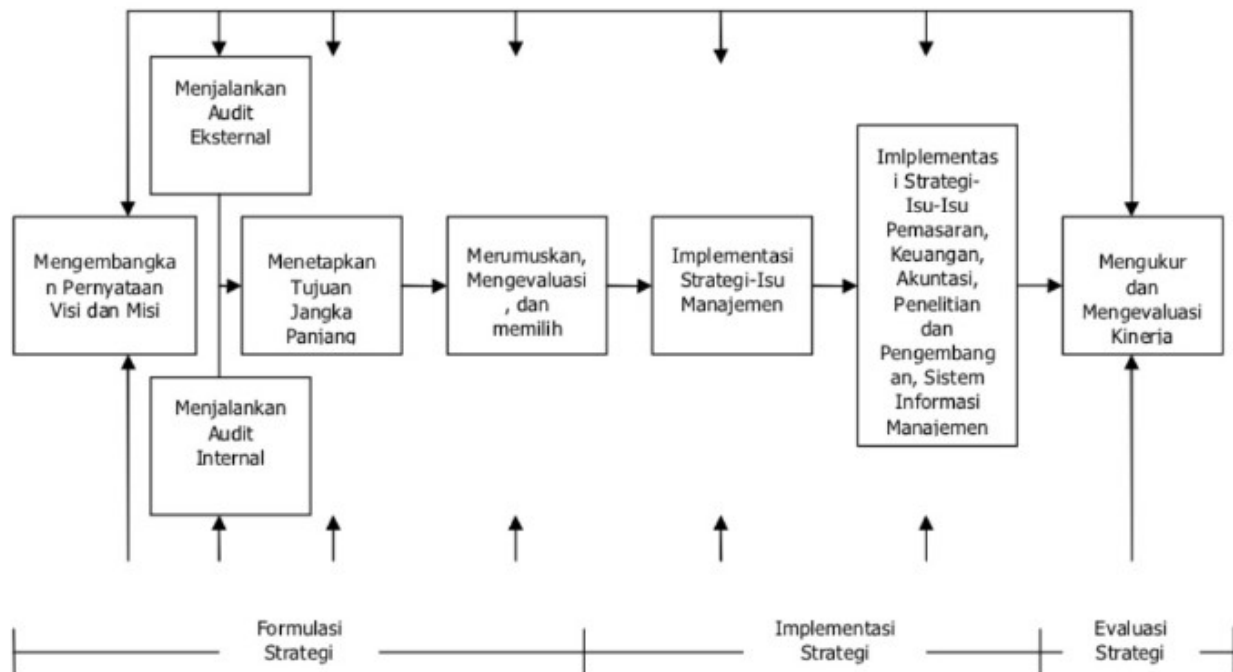 Menjalankan
Audit
Eksternal
Mengembangka
n Pernyataan
Visi dan Misi
Menetapkan
Tujuan
Jangka
Panjang
Merumuskan,
Mengevaluasi
, dan
memilih
Implementasi
Strategi-Isu
Manajemen
Imlplementas
i Strategi-
Isu-Isu
Pemasaran,
Keuangan,
Akuntasi,
Penelitian
dan
Pengembang
an, Sistem
Informasi
Manajemen
Mengukur
dan
Mengevaluasi
Kinerja
Menjalankan
Audit
Internal
Formulasi
Strategi
Implementasi
Strategi
Evaluasi
Strategi